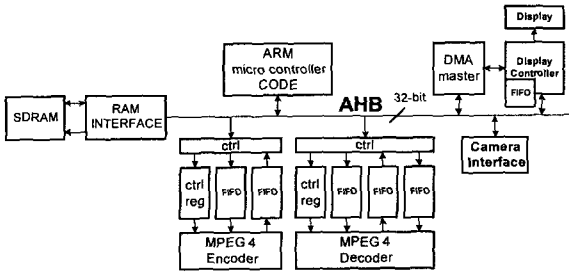 Display
ARM
micro controller
CODE
DMA
master
Display
Controller
FIFO
SDRAM
RAM
INTERFACE
AHB
32-bit
ctrl
ctrl
Camera
Interface
ctrl
reg
FIFO
FIFO
ctrl
reg
FIFO
FIFO
FIFO
MPEG 4
Encoder
MPEG 4
Decoder